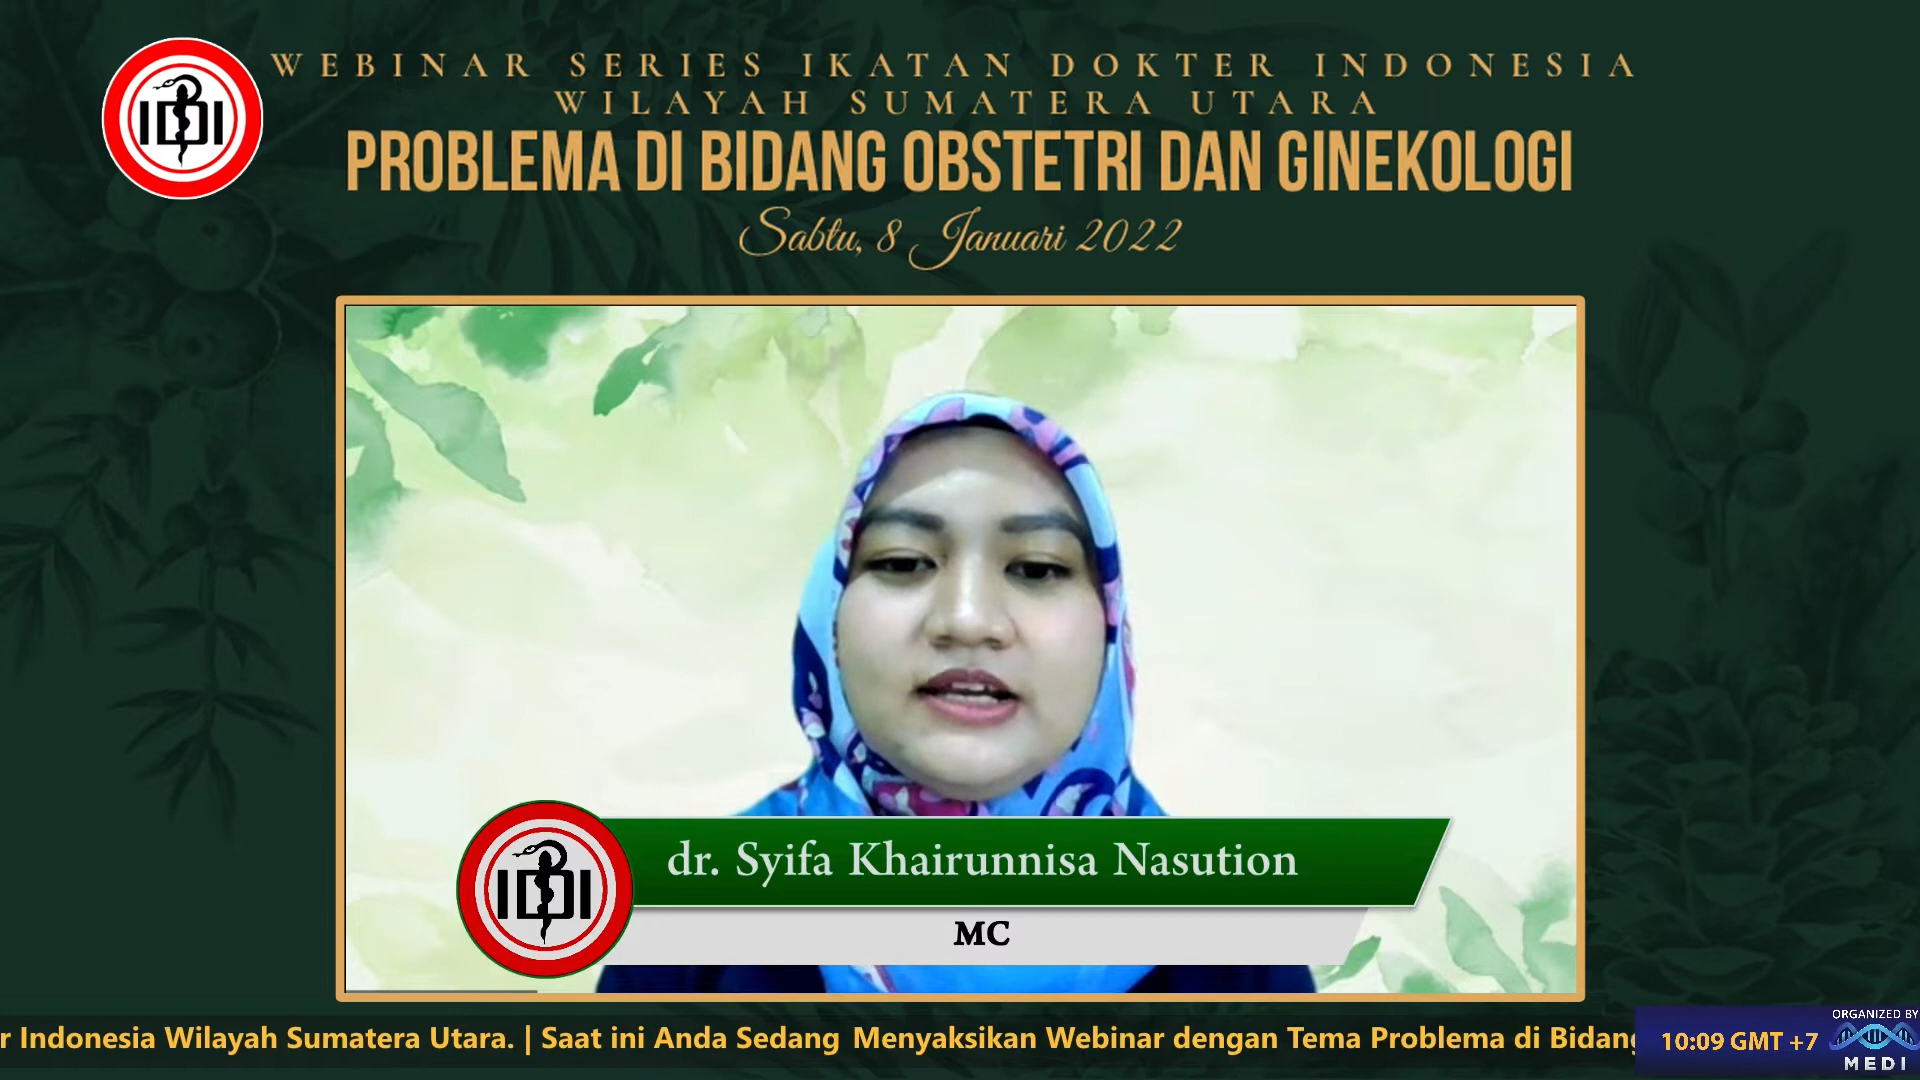 IDI
WEBINAR SERIES IKATAN DOKTER INDONESIA
WILAYAH SUMATERA UTARA
PROBLEMA DI BIDANG OBSTETRI DAN GINEKOLOGI
Sabtu, 8 Januari 2022
IDI
dr. Syifa Khairunnisa Nasution
MC
r Indonesia Wilayah Sumatera Utara. | Saat ini Anda Sedang Menyaksikan Webinar dengan Tema Problema di Bidang
10:09 GMT +7
ORGANIZED BY
MEDI